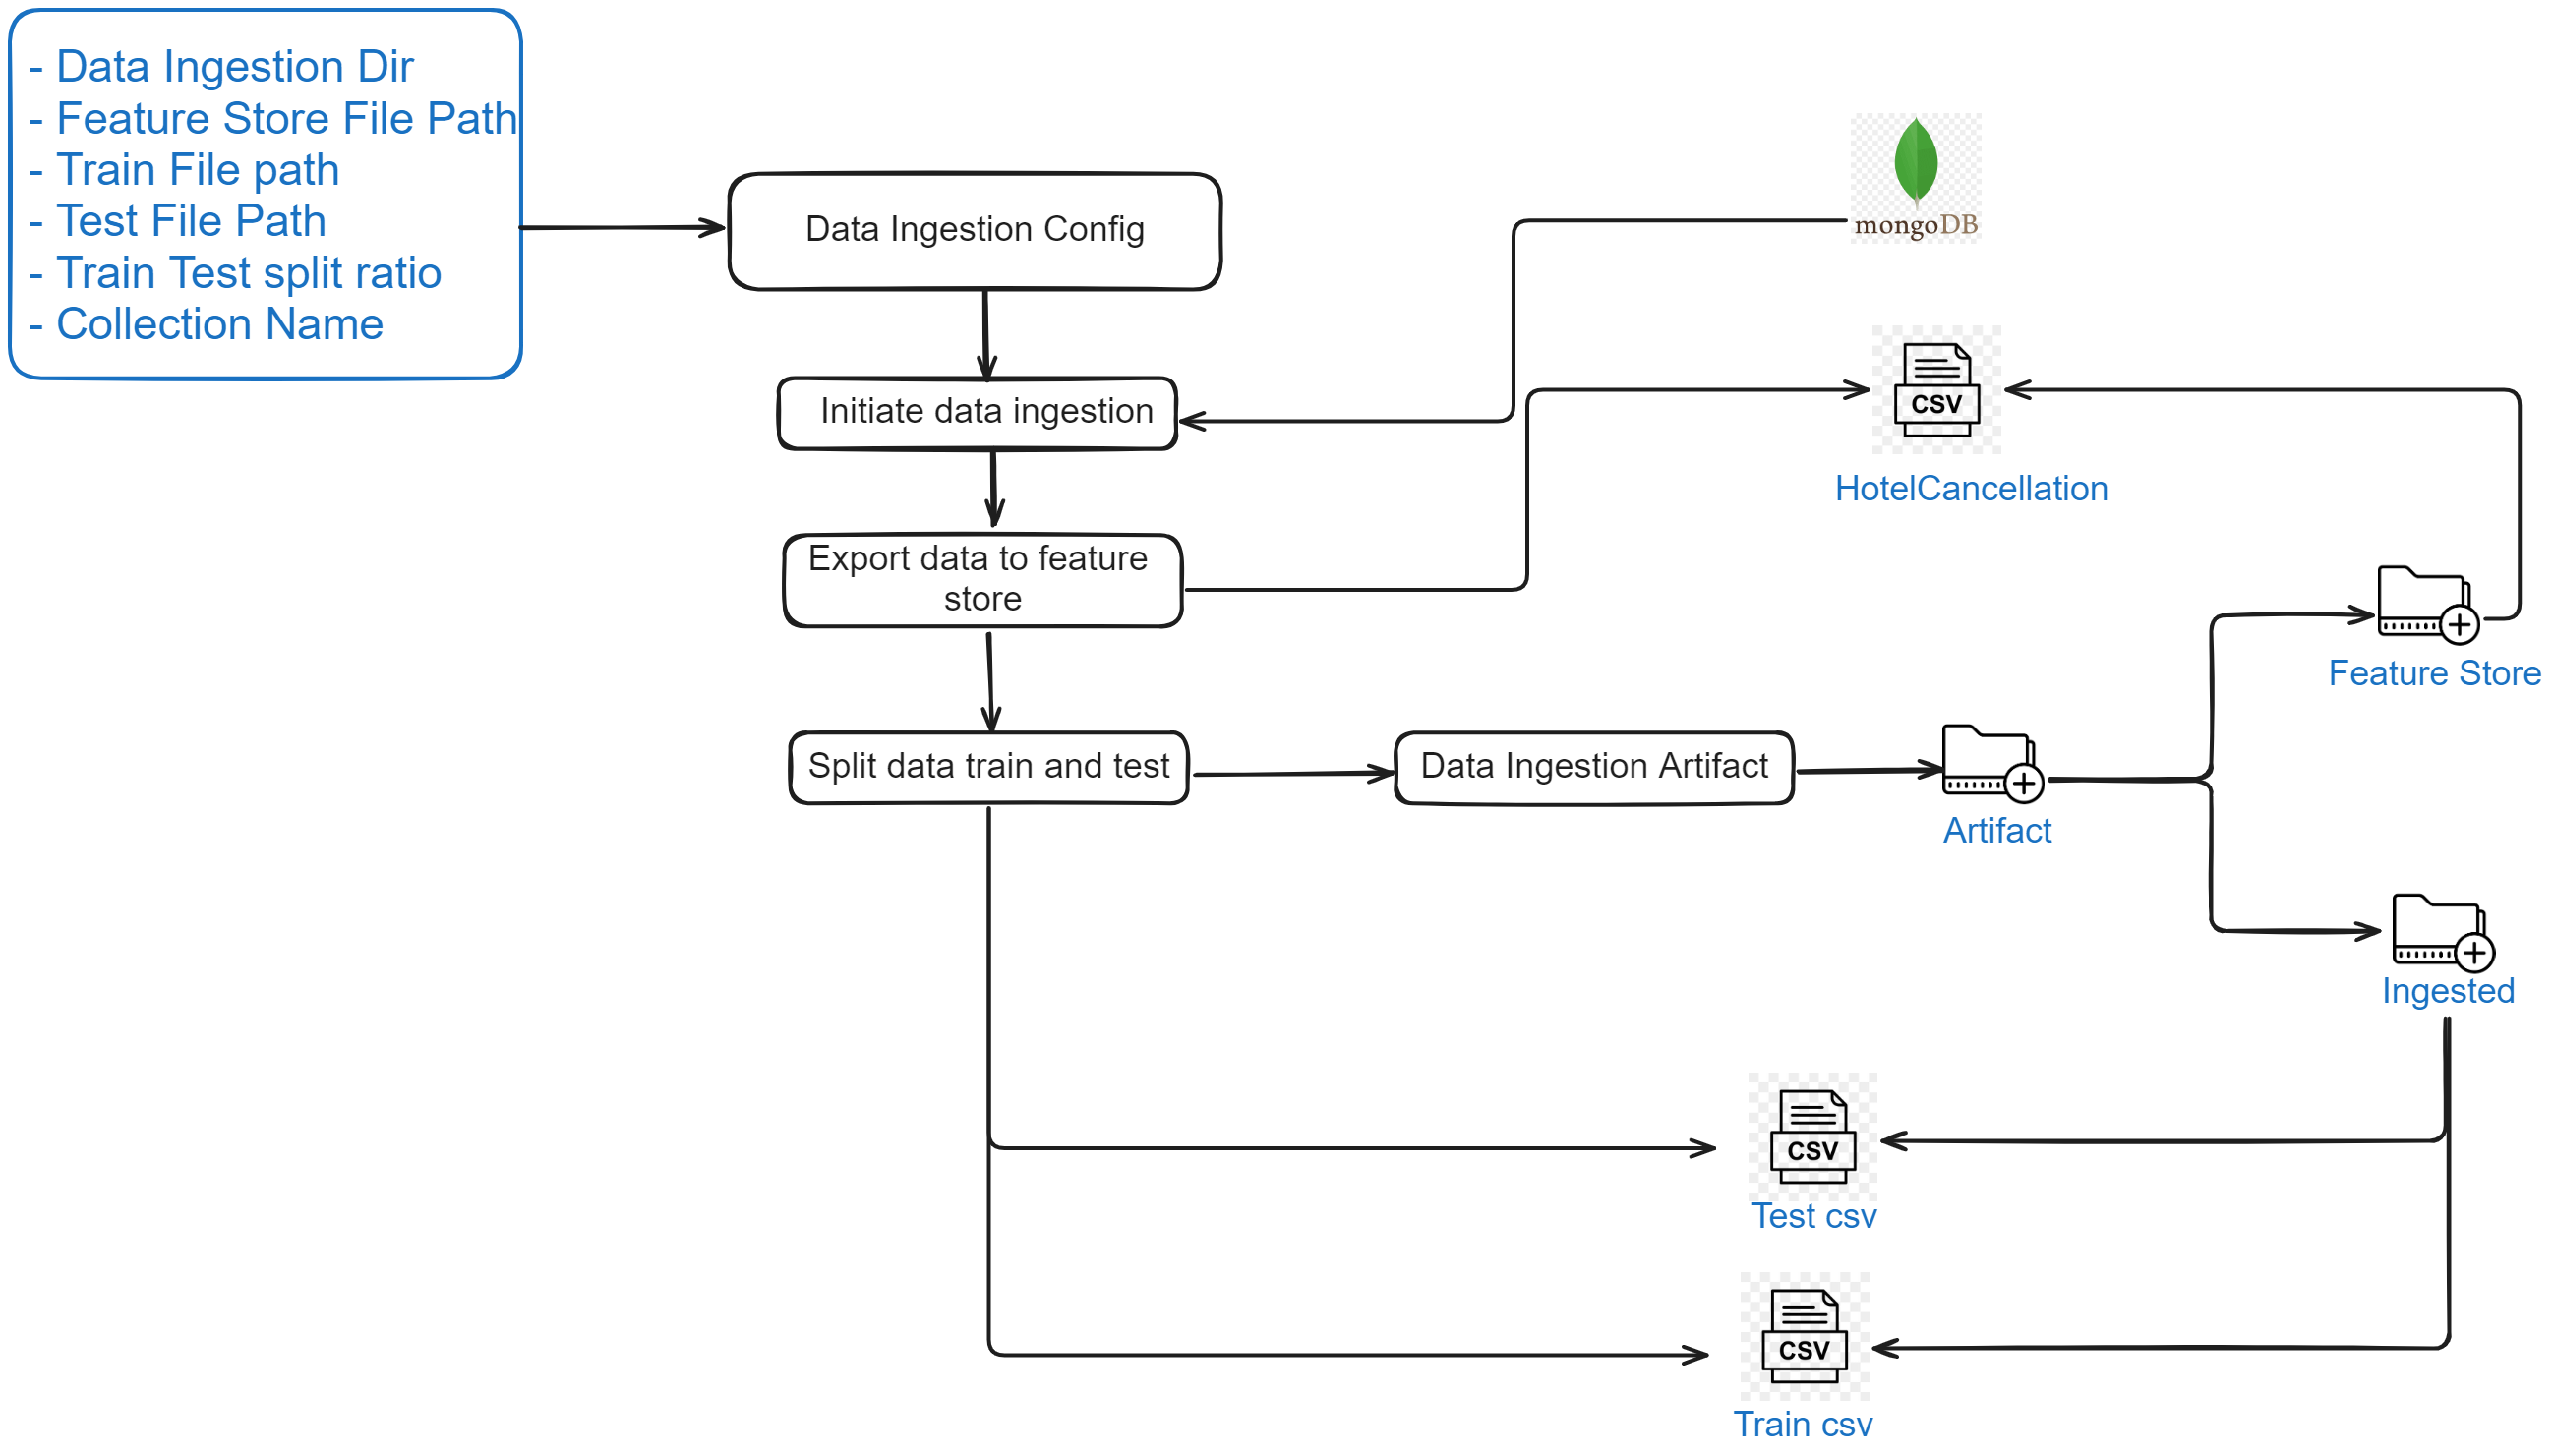 - Data Ingestion Dir
- Feature Store File Path
- Train File path
- Test File Path
- Train Test split ratio
- Collection Name
Data Ingestion Config
mongoDB
Initiate data ingestion
CSV
HotelCancellation
Export data to feature
store
Feature Store
Split data train and test
Data Ingestion Artifact
Artifact
Ingested
CSV
Test csv
CSV
Train csv